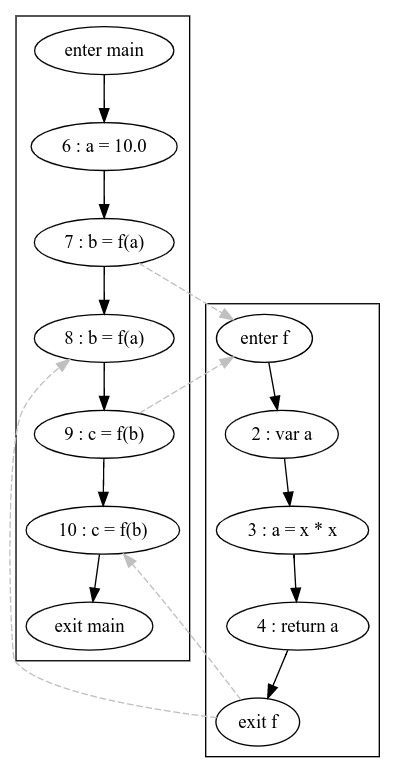 enter main
6 : a = 10.0
7 : b = f(a)
8 : b = f(a)
9 : c = f(b)
10 : c = f(b)
exit main
enter f
2 : var a
3 : a = x * x
4 : return a
exit f